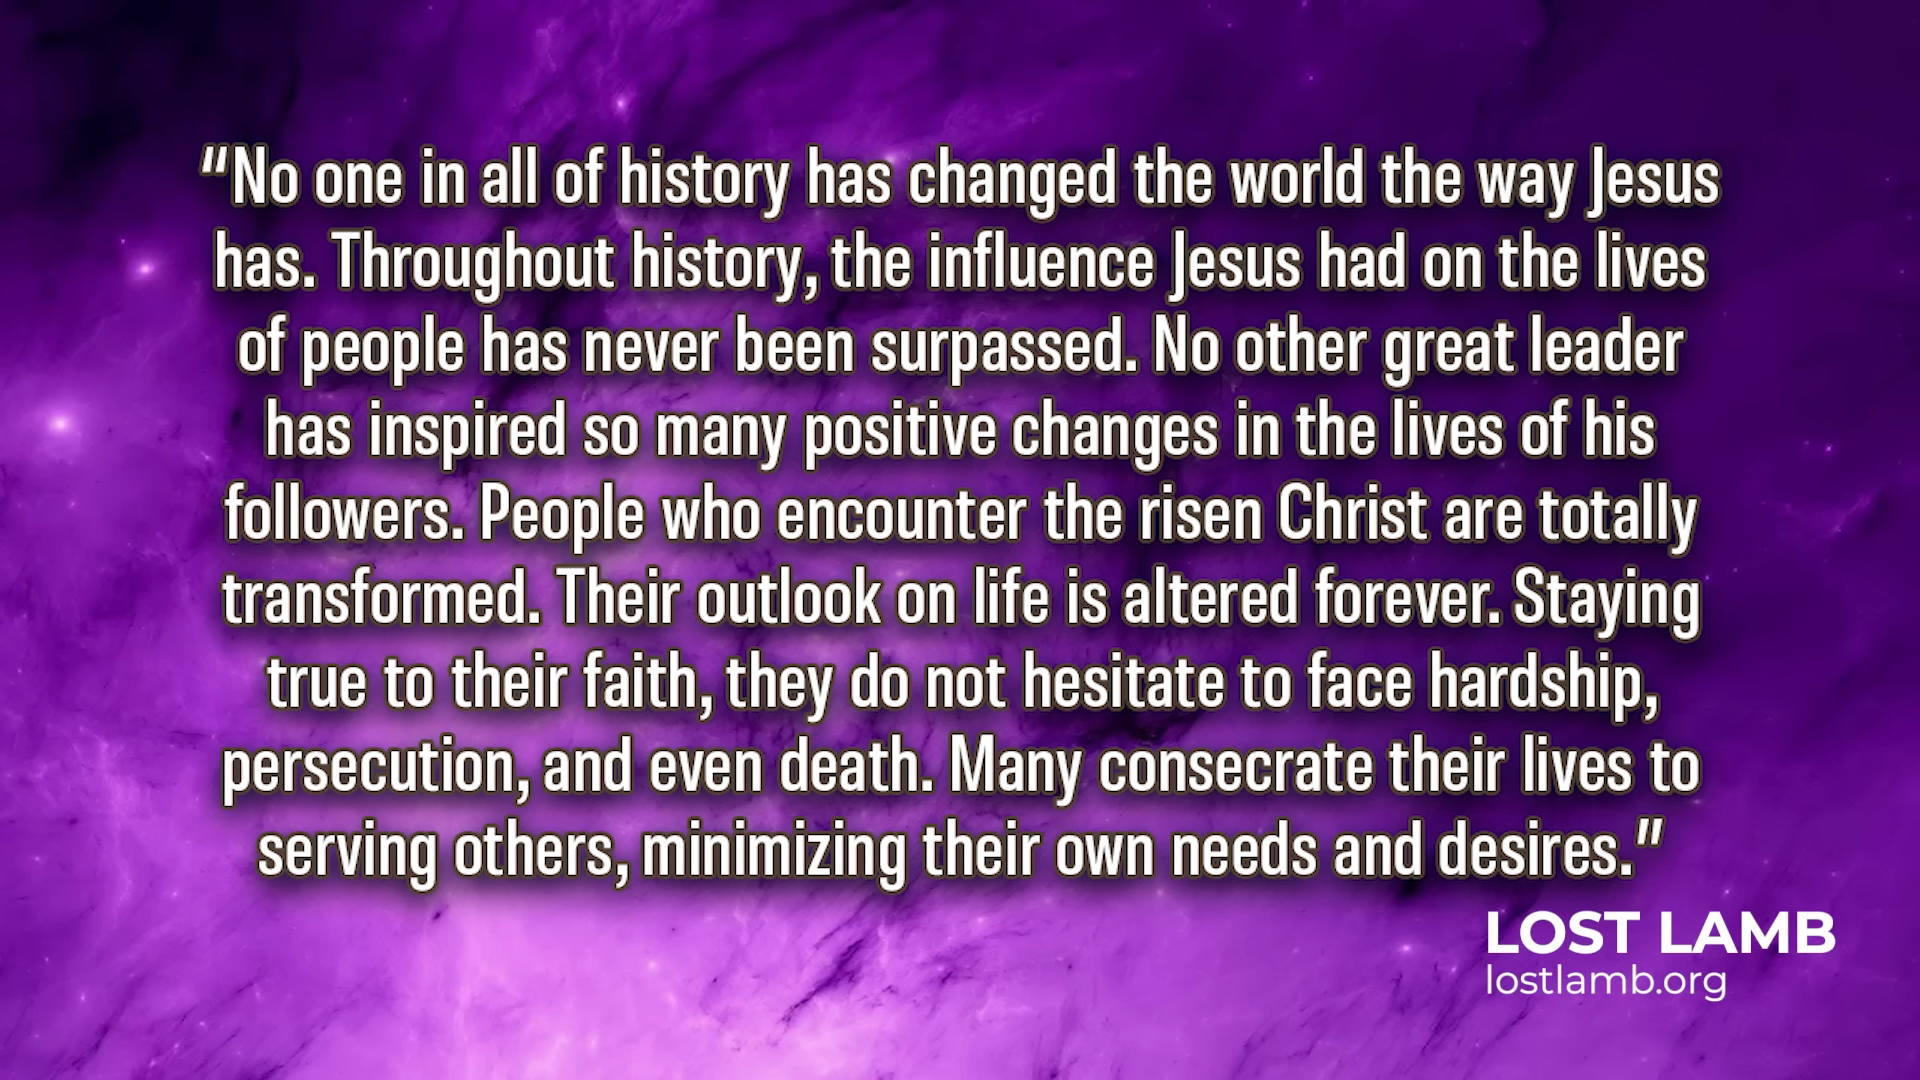 “No one in all of history has changed the world the way Jesus
has. Throughout history, the influence Jesus had on the lives
of people has never been surpassed. No other great leader
has inspired so many positive changes in the lives of his
followers. People who encounter the risen Christ are totally
transformed. Their outlook on life is altered forever. Staying
true to their faith, they do not hesitate to face hardship,
persecution, and even death. Many consecrate their lives to
serving others, minimizing their own needs and desires.”
LOST LAMB
lostlamb.org